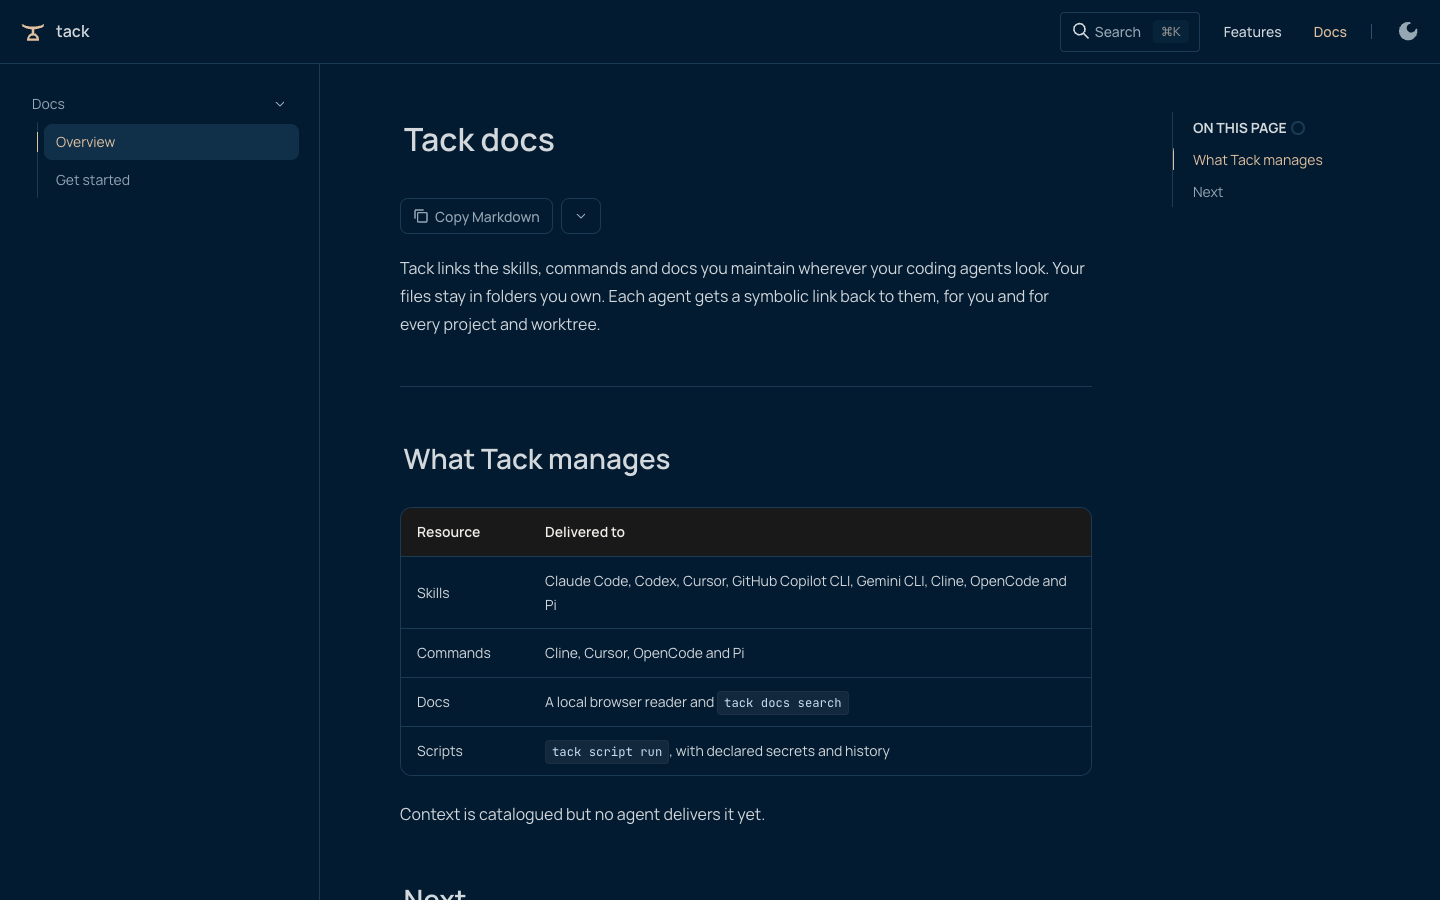 tack
Search ⌘K
Features
Docs
Docs
Overview
Get started
Tack docs
Copy Markdown
Tack links the skills, commands and docs you maintain wherever your coding agents look. Your
files stay in folders you own. Each agent gets a symbolic link back to them, for you and for
every project and worktree.
What Tack manages
Resource Delivered to
Skills Claude Code, Codex, Cursor, GitHub Copilot CLI, Gemini CLI, Cline, OpenCode and
Pi
Commands Cline, Cursor, OpenCode and Pi
Docs A local browser reader and tack docs search
Scripts tack script run, with declared secrets and history
Context is catalogued but no agent delivers it yet.
Next
ON THIS PAGE
What Tack manages
Next